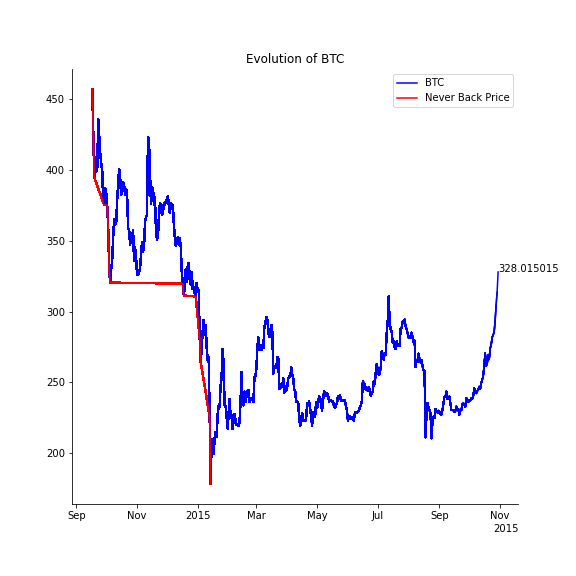 Evolution of BTC
BTC
Never Back Price
450
400
350
300
250
200
328.015015
Sep
Nov
2015
Mar
May
Jul
Sep
Nov
2015